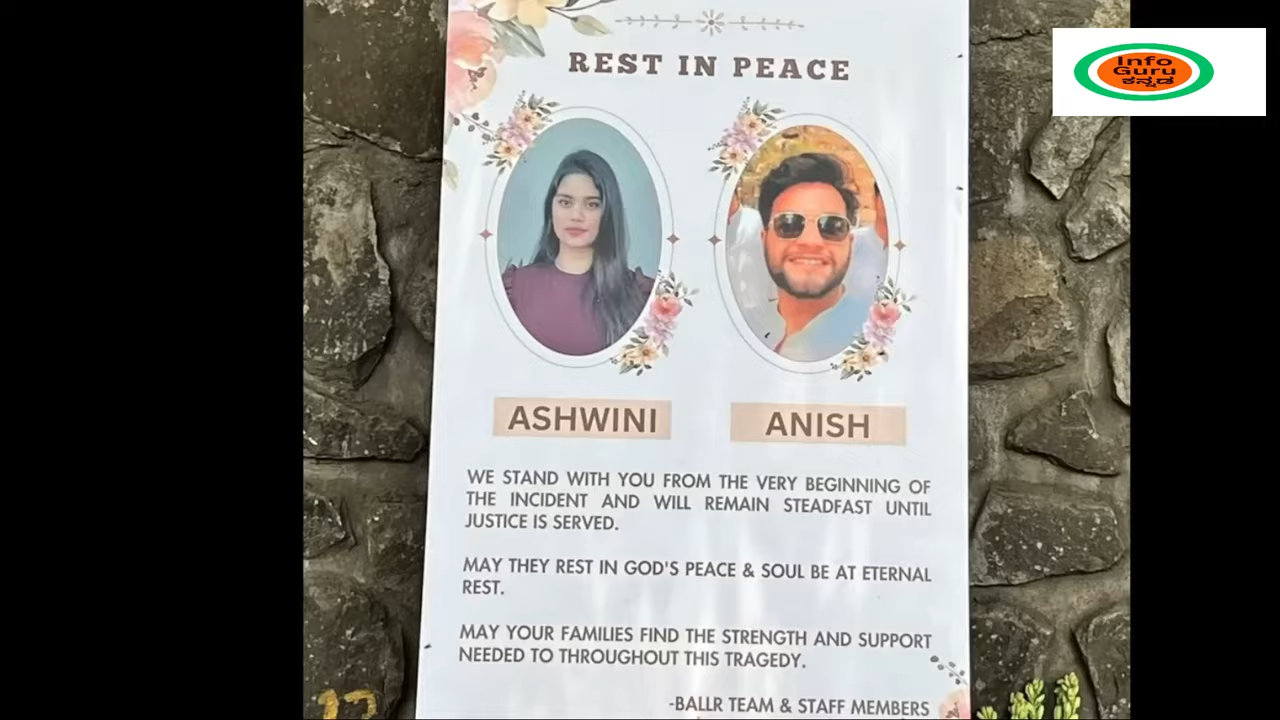 Info
Guru
ಕನ್ನಡ
REST IN PEACE
ASHWINI
ANISH
WE STAND WITH YOU FROM THE VERY BEGINNING OF
THE INCIDENT AND WILL REMAIN STEADFAST UNTIL
JUSTICE IS SERVED.
MAY THEY REST IN GOD'S PEACE & SOUL BE AT ETERNAL
REST.
MAY YOUR FAMILIES FIND THE STRENGTH AND SUPPORT
NEEDED TO THROUGHOUT THIS TRAGEDY.
-BALLR TEAM & STAFF MEMBERS